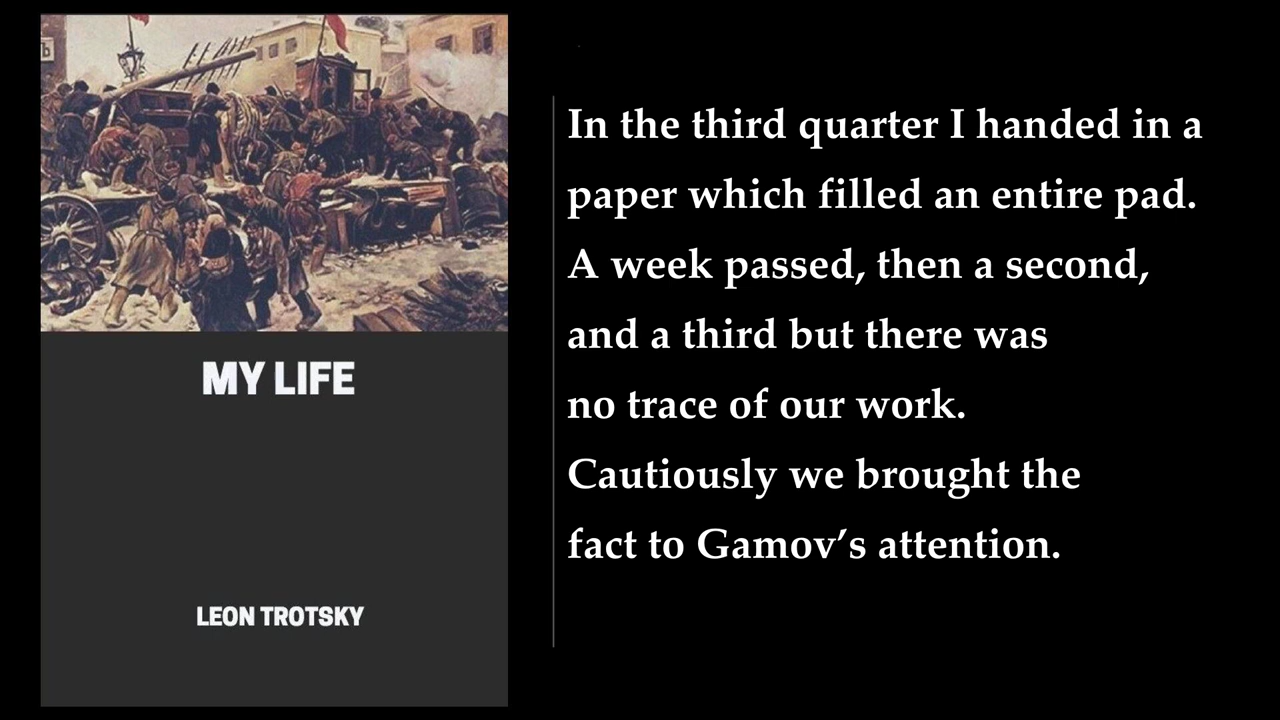 MY LIFE
LEON TROTSKY
In the third quarter I handed in a
paper which filled an entire pad.
A week passed, then a second,
and a third but there was
no trace of our work.
Cautiously we brought the
fact to Gamov’s attention.